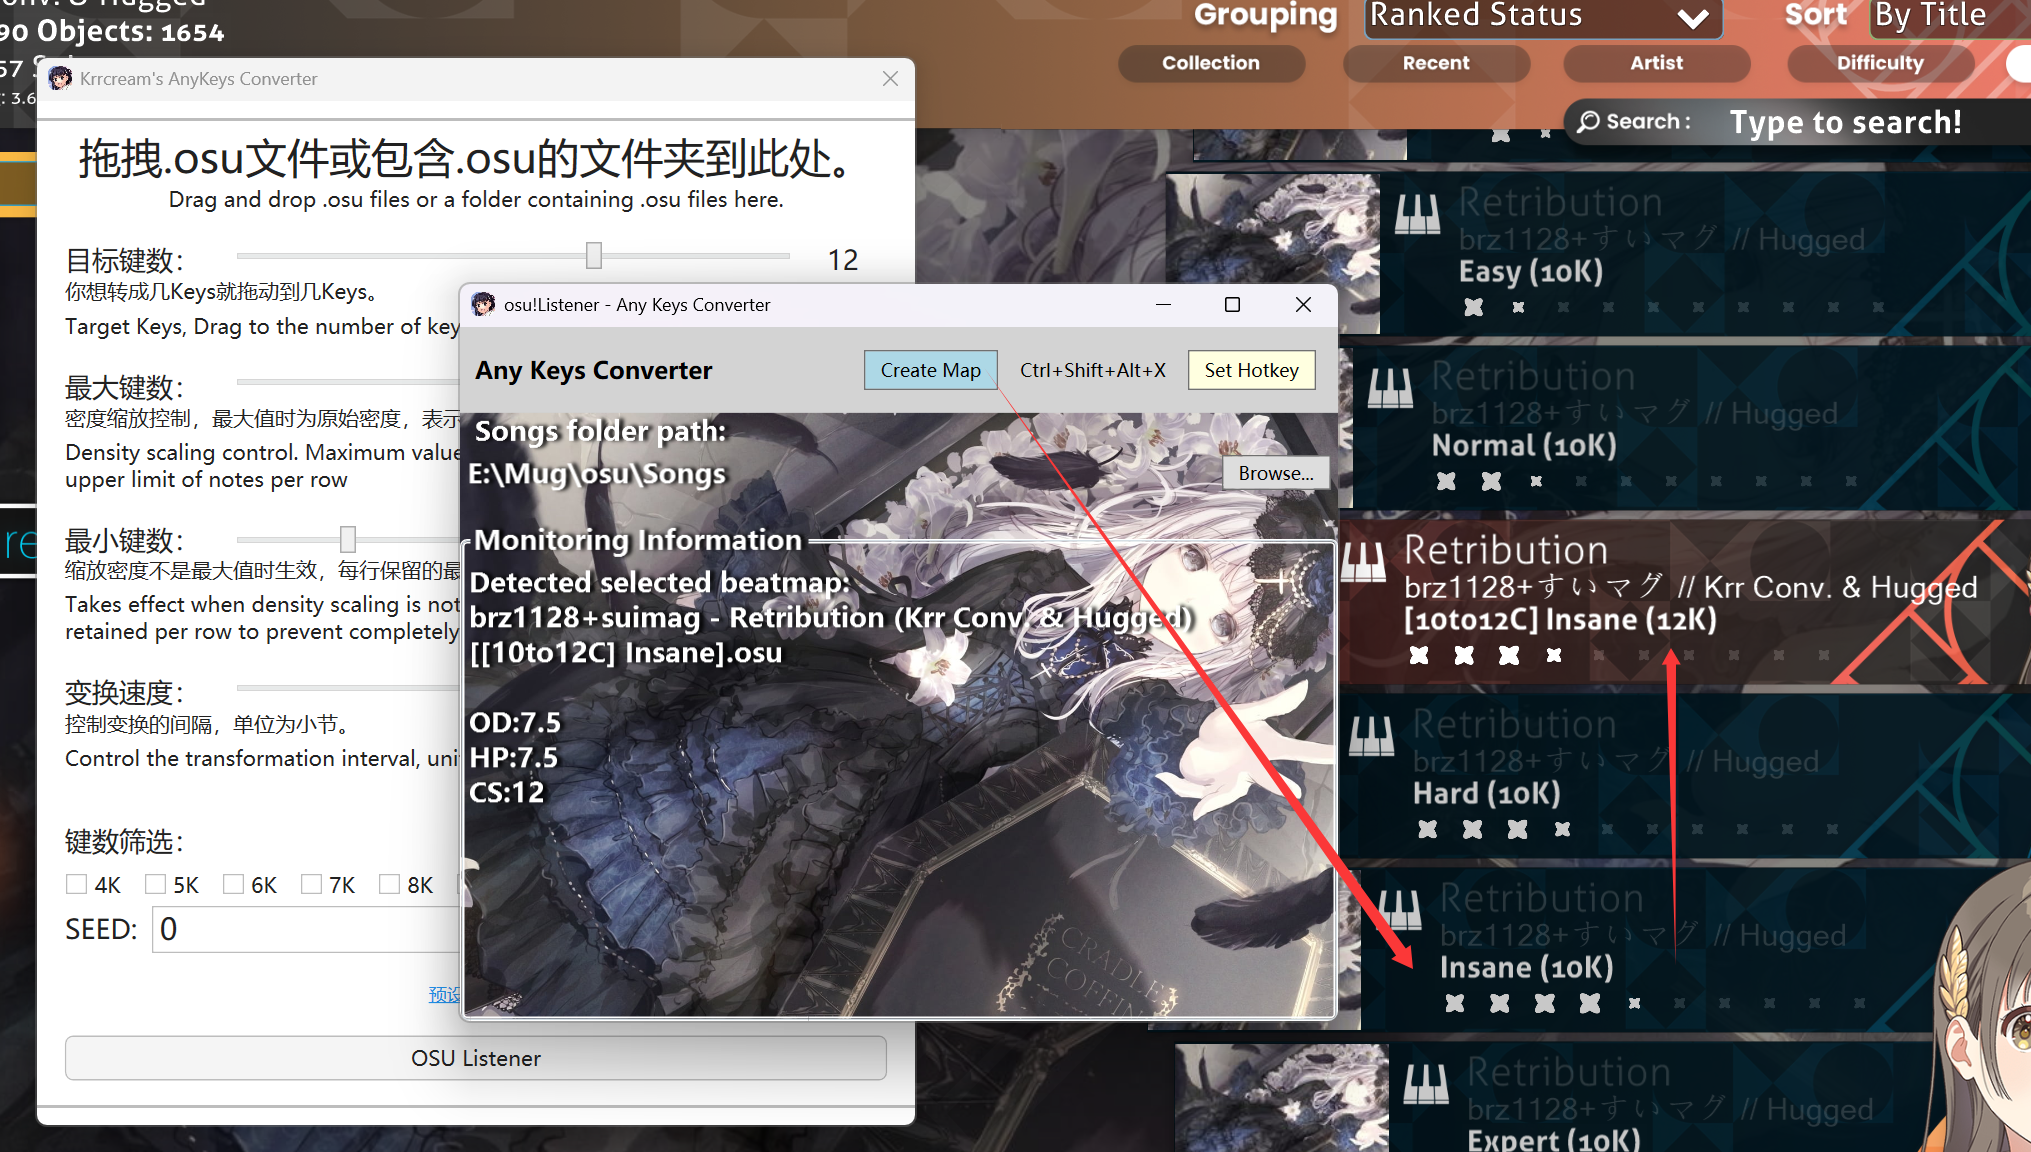 Conv. & Hugged
90 Objects: 1654
Krrcream's AnyKeys Converter
拖拽.osu文件或包含.osu的文件夹到此处。
Drag and drop .osu files or a folder containing .osu files here.
目标键数: 12
你想转成几Keys就拖动到几Keys。
Target Keys, Drag to the number of key
最大键数:
密度缩放控制，最大值时为原始密度，表示
Density scaling control. Maximum value
upper limit of notes per row
最小键数:
缩放密度不是最大值时生效，每行保留的最
Takes effect when density scaling is not
retained per row to prevent completely
变换速度:
控制变换的间隔，单位为小节。
Control the transformation interval, uni
键数筛选:
4K 5K 6K 7K 8K
SEED: 0
预设
OSU Listener
osu!Listener - Any Keys Converter
Any Keys Converter
Create Map
Ctrl+Shift+Alt+X
Set Hotkey
Songs folder path:
E:\Mug\osu\Songs
Browse...
Monitoring Information
Detected selected beatmap:
brz1128+suimag - Retribution (Krr Conv. & Hugged)
[[10to12C] Insane].osu
OD:7.5
HP:7.5
CS:12
CRADLE
COFFIN
Grouping Ranked Status Sort By Title
Collection Recent Artist Difficulty
Search : Type to search!
Retribution
brz1128+すいマグ // Hugged
Easy (10K)
Retribution
brz1128+すいマグ // Hugged
Normal (10K)
Retribution
brz1128+すいマグ // Krr Conv. & Hugged
[10to12C] Insane (12K)
Retribution
brz1128+すいマグ // Hugged
Hard (10K)
Retribution
brz1128+すいマグ // Hugged
Insane (10K)
Retribution
brz1128+すいマグ // Hugged
Expert (10K)